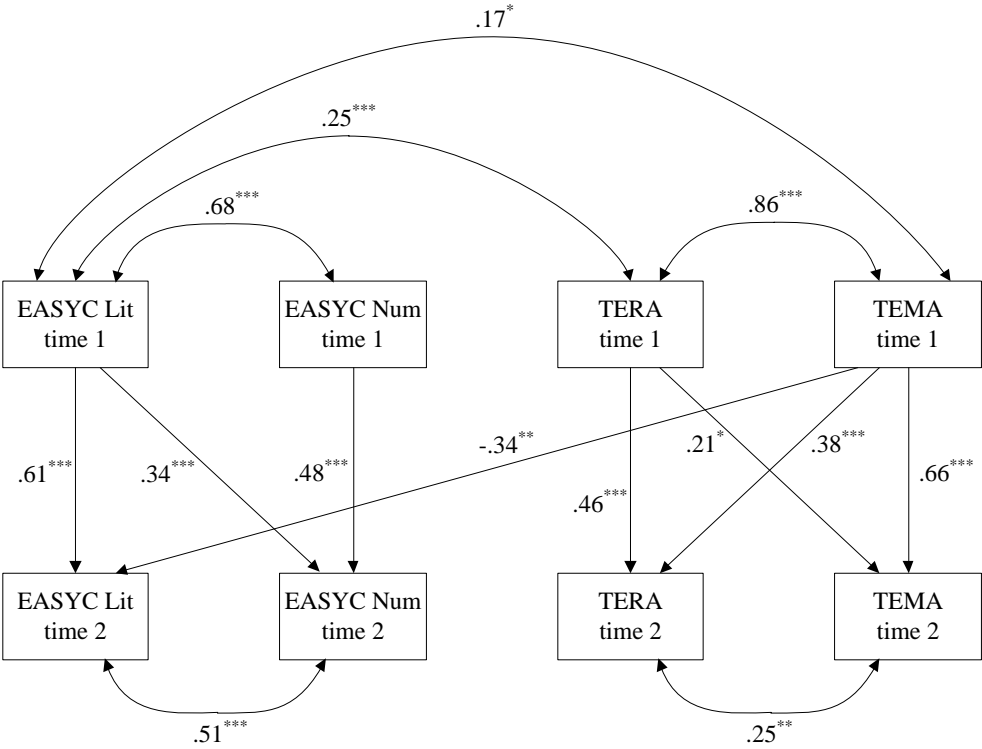 .17*
.25***
.68***
.86***
EASYC Lit
time 1
EASYC Num
time 1
TERA
time 1
TEMA
time 1
-.34**
.21*
.38***
.61***
.34***
.48***
.66***
.46***
EASYC Lit
time 2
EASYC Num
time 2
TERA
time 2
TEMA
time 2
.51***
.25**